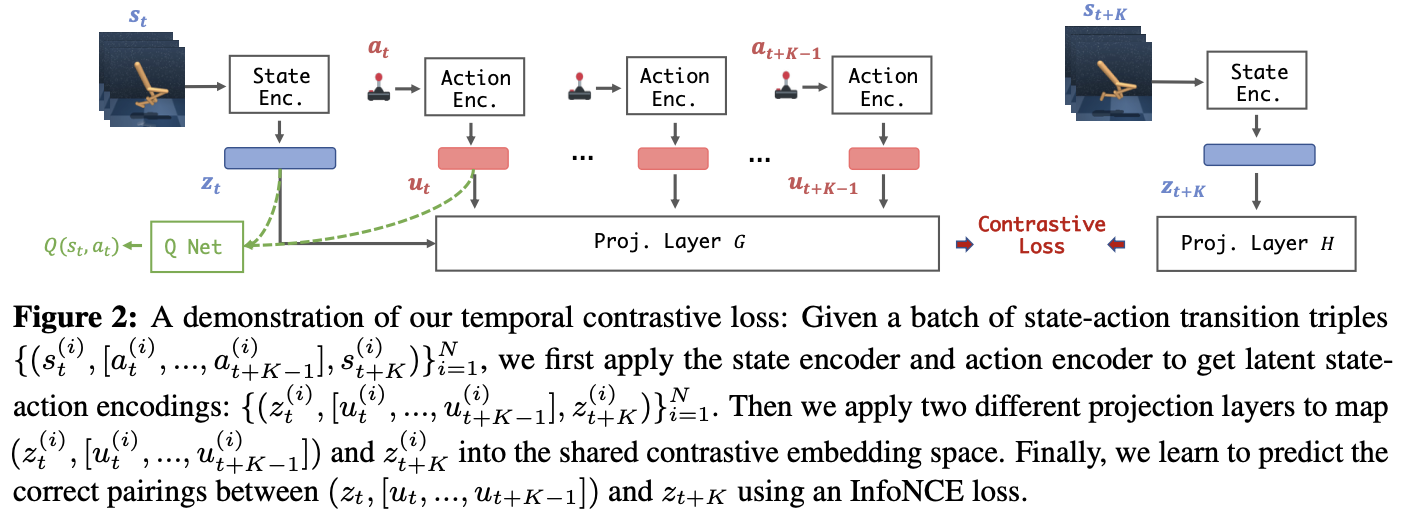 s_t
s_{t+K}
a_t
a_{t+K−1}
State Enc.
Action Enc.
Action Enc.
Action Enc.
State Enc.
...
...
z_t
u_t
u_{t+K−1}
z_{t+K}
Q(s_t, a_t)
Q Net
Proj. Layer G
Contrastive Loss
Proj. Layer H
Figure 2: A demonstration of our temporal contrastive loss: Given a batch of state-action transition triples
{(s_t^{(i)}, [a_t^{(i)}, ..., a_{t+K−1}^{(i)}], s_{t+K}^{(i)})}_{i=1}^N, we first apply the state encoder and action encoder to get latent state-
action encodings: {(z_t^{(i)}, [u_t^{(i)}, ..., u_{t+K−1}^{(i)}], z_{t+K}^{(i)})}_{i=1}^N. Then we apply two different projection layers to map
(z_t^{(i)}, [u_t^{(i)}, ..., u_{t+K−1}^{(i)}]) and z_{t+K}^{(i)} into the shared contrastive embedding space. Finally, we learn to predict the
correct pairings between (z_t, [u_t, ..., u_{t+K−1}]) and z_{t+K} using an InfoNCE loss.